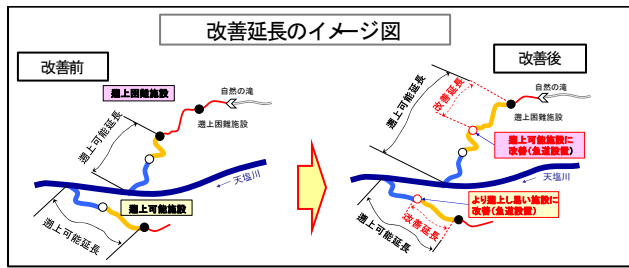 改善延長のイメージ図
改善前
遡上困難施設
自然の滝
遡上困難施設
遡上可能延長
天塩川
遡上可能施設
遡上可能延長
改善後
改善延長
自然の滝
遡上困難施設
遡上可能延長
遡上可能施設に
改善(魚道設置)
天塩川
より遡上し易い施設に
改善(魚道設置)
改善延長
遡上可能延長